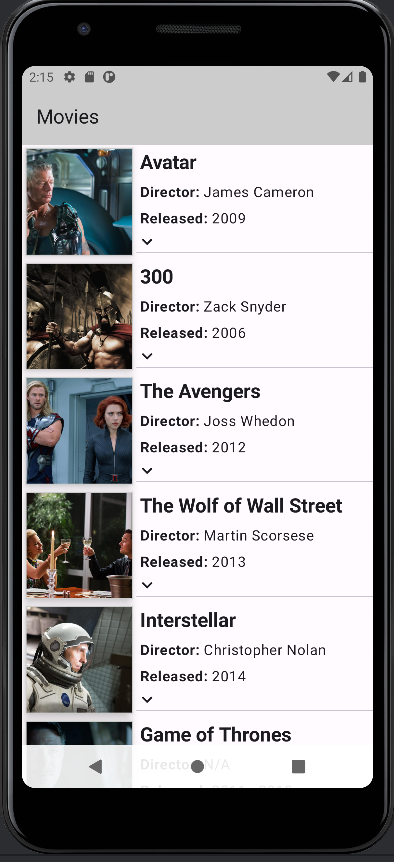 2:15
Movies
Avatar
Director: James Cameron
Released: 2009
300
Director: Zack Snyder
Released: 2006
The Avengers
Director: Joss Whedon
Released: 2012
The Wolf of Wall Street
Director: Martin Scorsese
Released: 2013
Interstellar
Director: Christopher Nolan
Released: 2014
Game of Thrones
Director: N/A